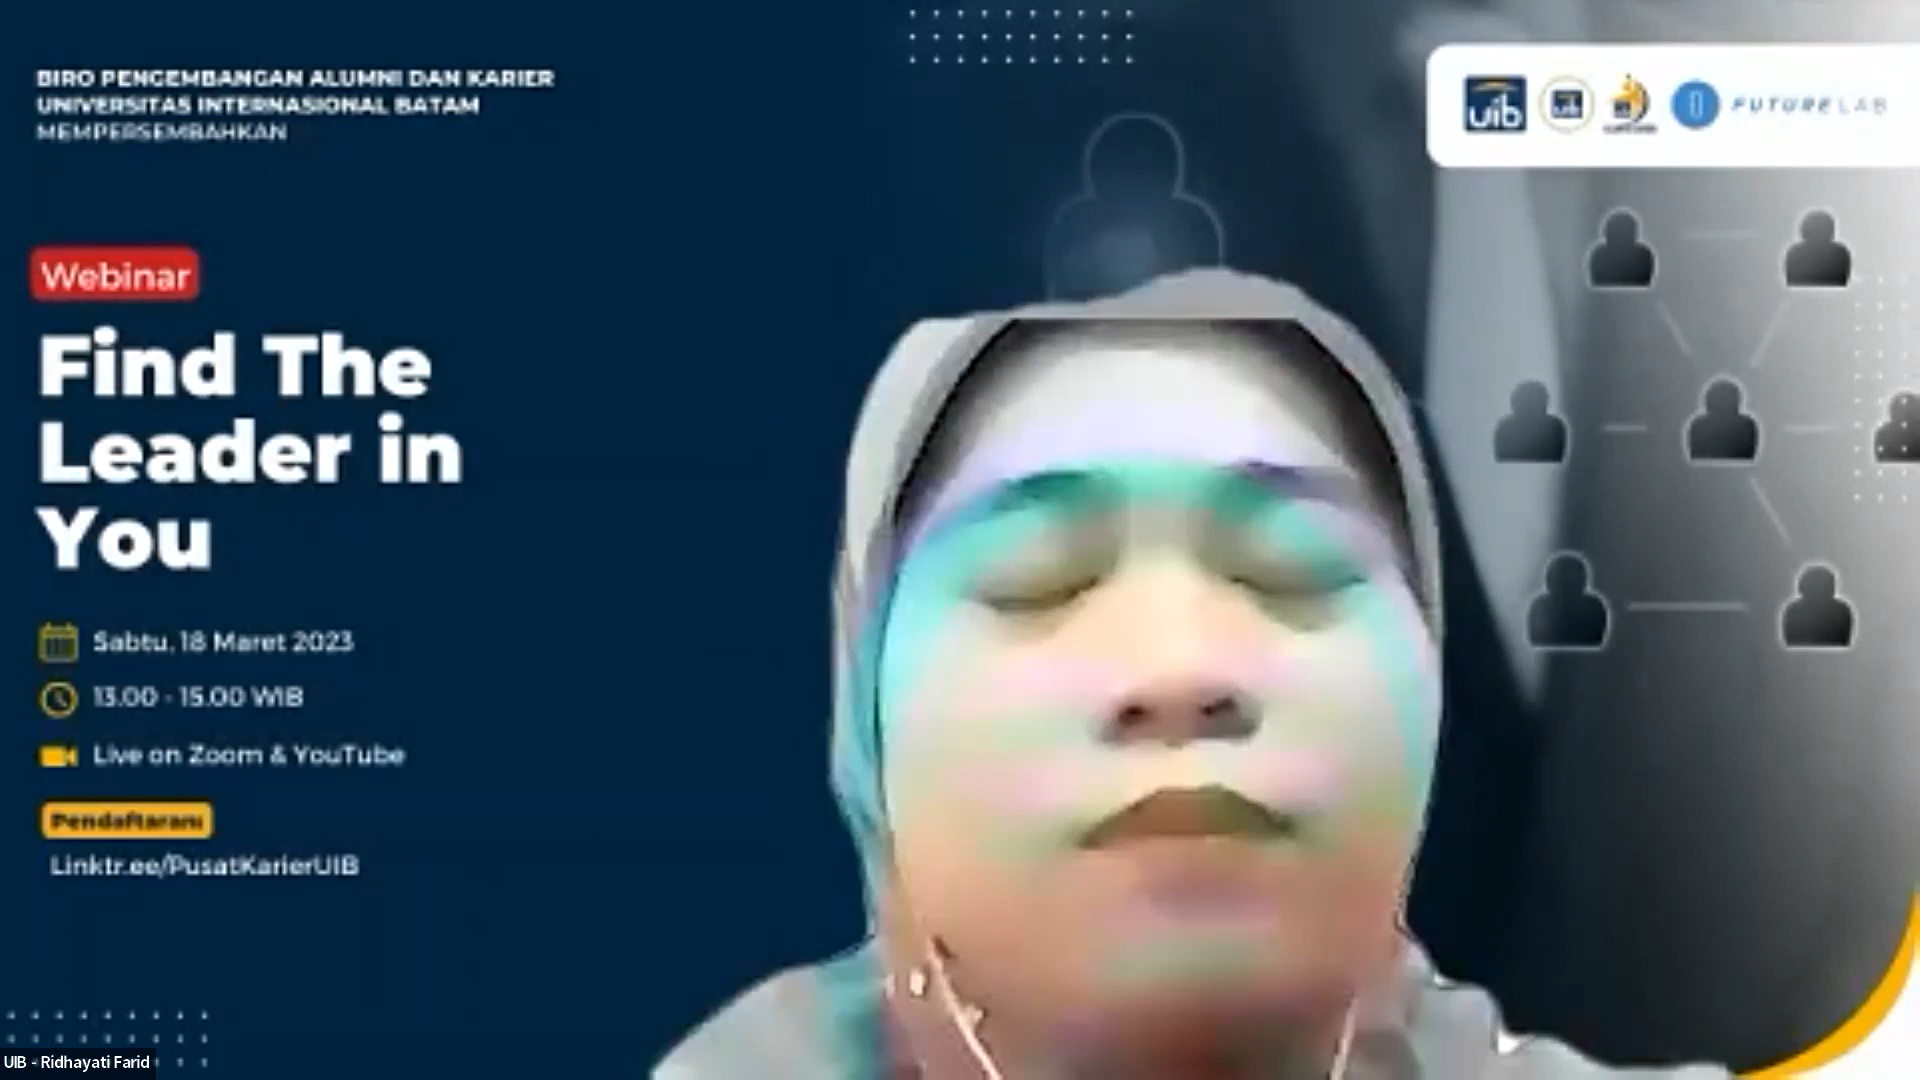 BIRO PENGEMBANGAN ALUMNI DAN KARIER
UNIVERSITAS INTERNASIONAL BATAM
MEMPERSEMBAHKAN
uib
FUTURE LAB
Webinar
Find The
Leader in
You
Sabtu, 18 Maret 2023
13.00 - 15.00 WIB
Live on Zoom & YouTube
Pendaftaran:
Linktr.ee/PusatKarierUIB
UIB - Ridhayati Farid